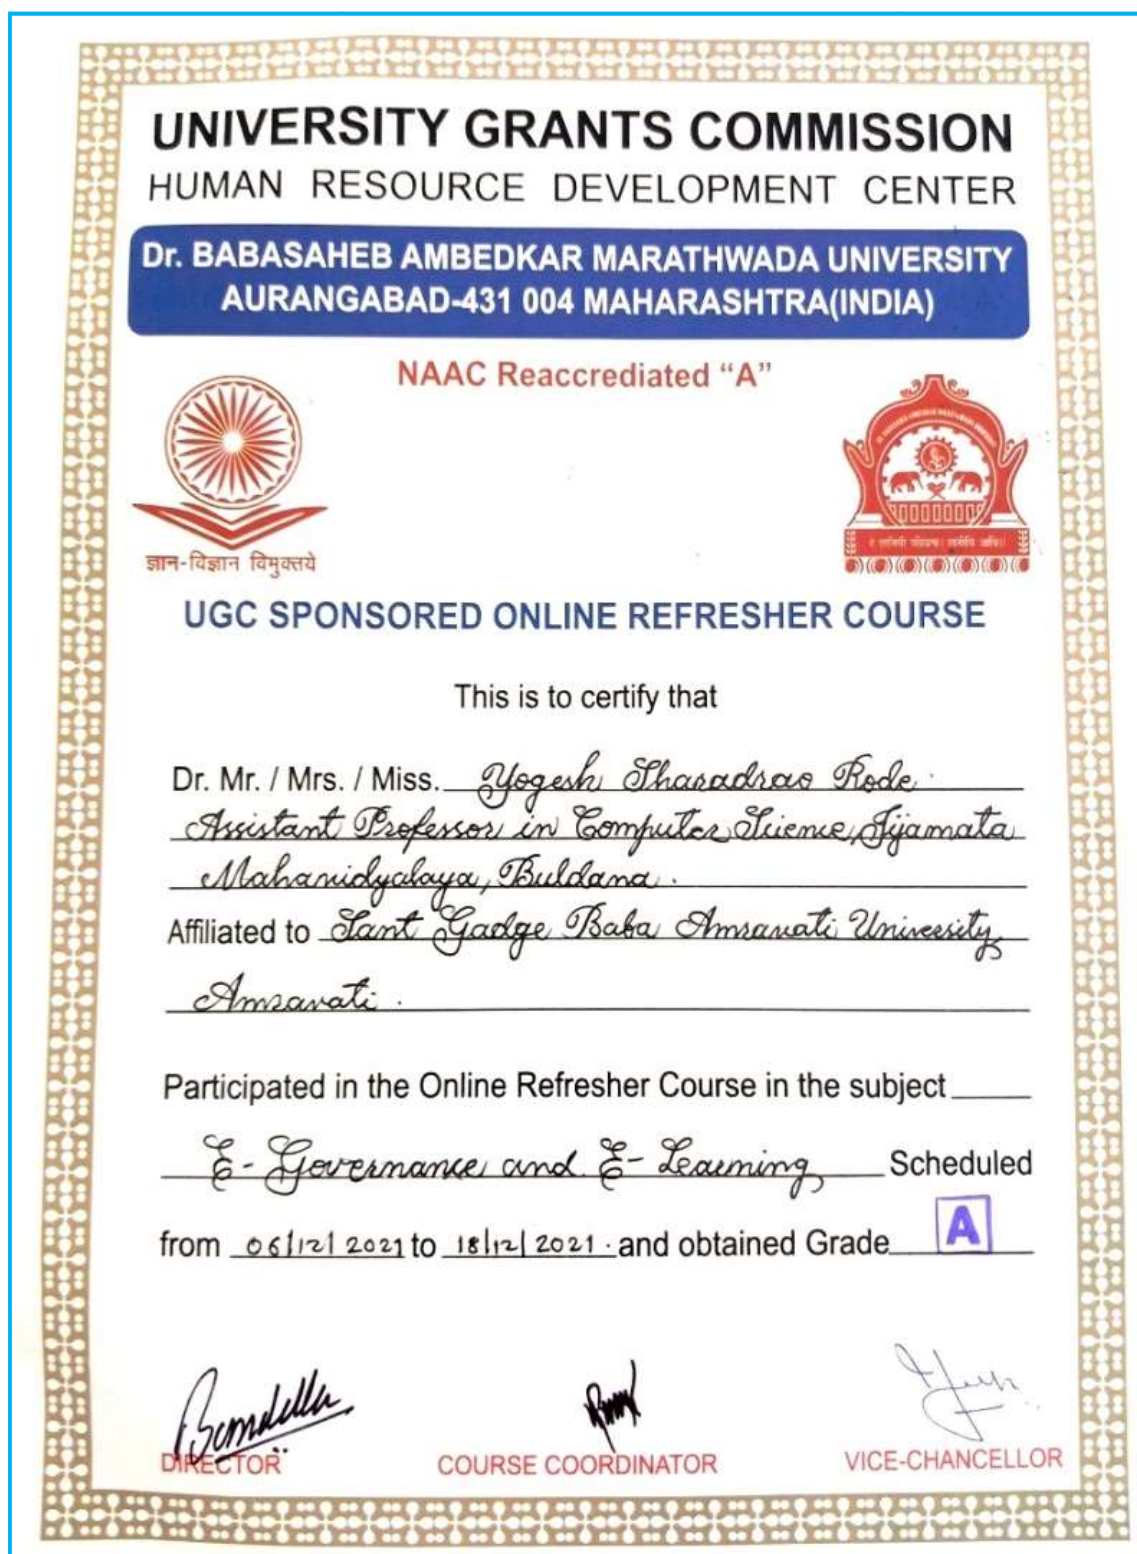 UNIVERSITY GRANTS COMMISSION
HUMAN RESOURCE DEVELOPMENT CENTER
Dr. BABASAHEB AMBEDKAR MARATHWADA UNIVERSITY
AURANGABAD-431 004 MAHARASHTRA(INDIA)
NAAC Reaccrediated “A”
ज्ञान-विज्ञान विमुक्तये
UGC SPONSORED ONLINE REFRESHER COURSE
This is to certify that
Dr. Mr. / Mrs. / Miss. Yogesh Sharadrao Rode.
Assistant Professor in Computer Science, Jijamata
Mahavidyalaya, Buldana.
Affiliated to Sant Gadge Baba Amravati University,
Amravati.
Participated in the Online Refresher Course in the subject
E-Governance and E-Learning Scheduled
from 06/12/2021 to 18/12/2021. and obtained Grade A
DIRECTOR
COURSE COORDINATOR
VICE-CHANCELLOR